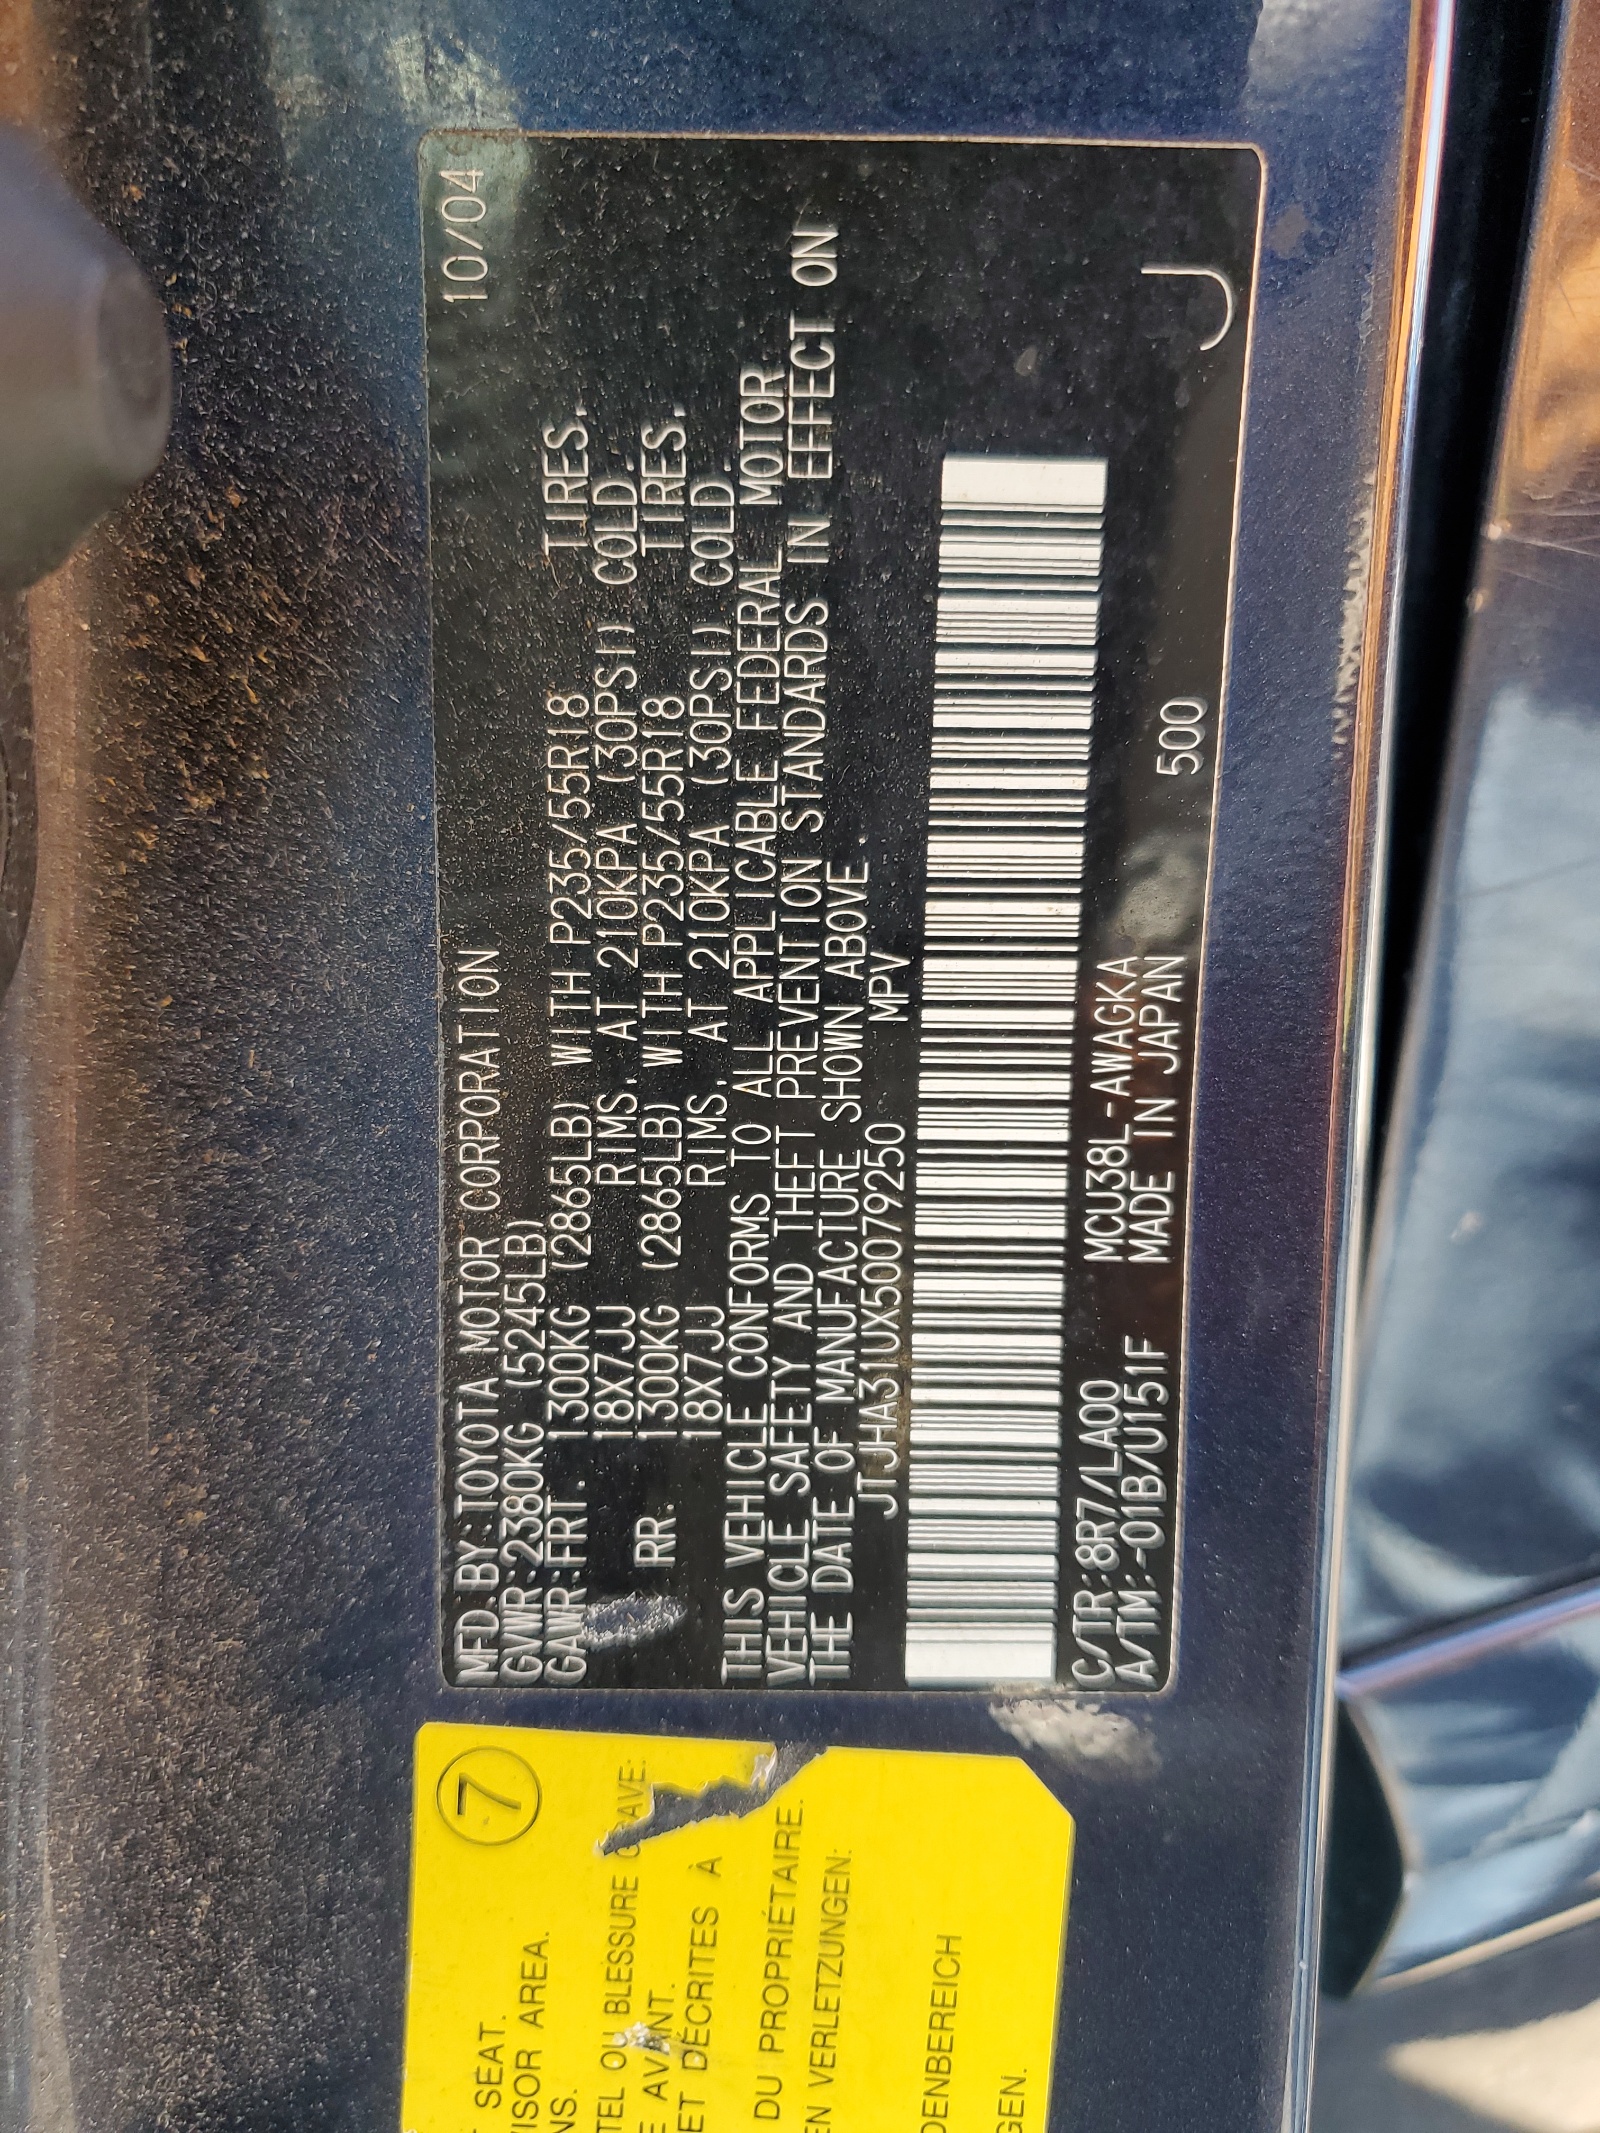 MFD.BY:TOYOTA MOTOR CORPORATION 10/04
GVWR:2380KG (5245LB)
GAWR:FRT. 1300KG (2865LB) WITH P235/55R18 TIRES.
18X7JJ RIMS. AT 210KPA (30PSI) COLD.
RR. 1300KG (2865LB) WITH P235/55R18 TIRES.
18X7JJ RIMS. AT 210KPA (30PSI) COLD.
THIS VEHICLE CONFORMS TO ALL APPLICABLE FEDERAL MOTOR
VEHICLE SAFETY AND THEFT PREVENTION STANDARDS IN EFFECT ON
THE DATE OF MANUFACTURE SHOWN ABOVE.
JTJHA31UX50079250 MPV
C/TR:8R7/LA00 MCU38L-AWAGKA
A/TM:-01B/U151F MADE IN JAPAN 500 J
7
SEAT.
VISOR AREA.
NS.
TEL OU BLESSURE GRAVE:
E AVANT.
ET DÉCRITES À
DU PROPRIÉTAIRE.
EN VERLETZUNGEN:
DENBEREICH
GEN.